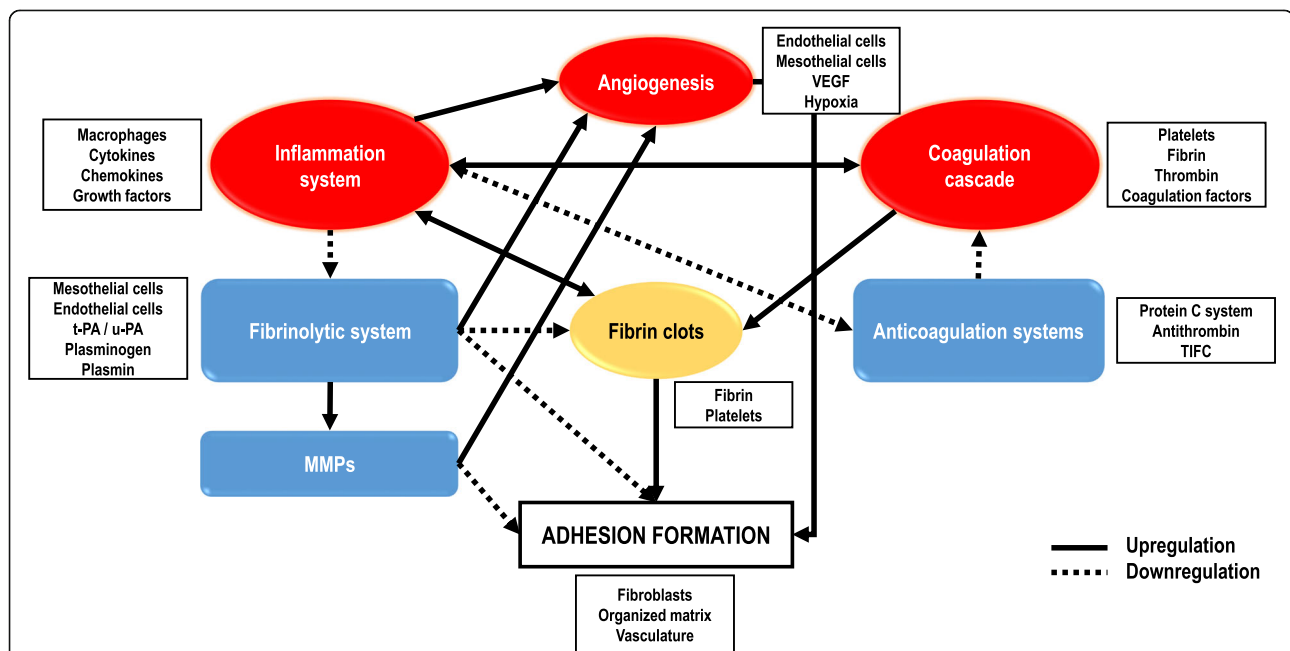 Endothelial cells
Mesothelial cells
VEGF
Hypoxia
Angiogenesis
Macrophages
Cytokines
Chemokines
Growth factors
Inflammation
system
Coagulation
cascade
Platelets
Fibrin
Thrombin
Coagulation factors
Mesothelial cells
Endothelial cells
t-PA / u-PA
Plasminogen
Plasmin
Fibrinolytic system
Fibrin clots
Anticoagulation systems
Protein C system
Antithrombin
TIFC
Fibrin
Platelets
MMPs
ADHESION FORMATION
Fibroblasts
Organized matrix
Vasculature
Upregulation
Downregulation